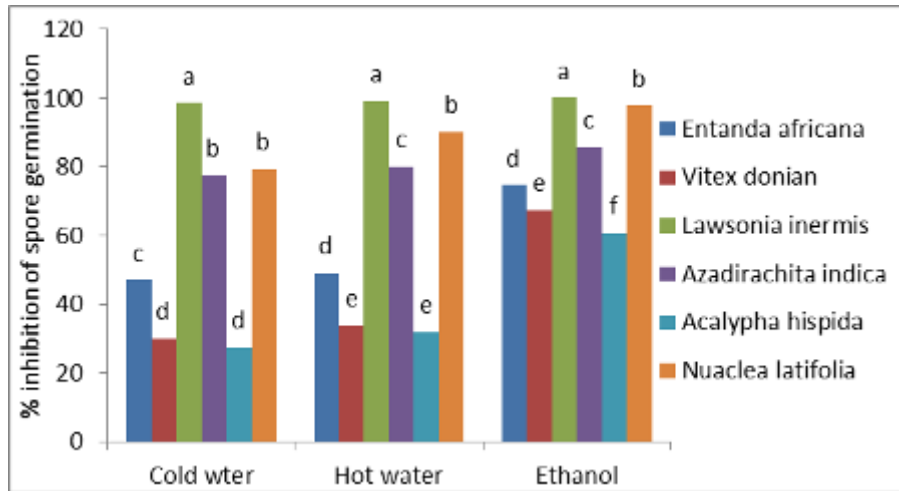 % inhibition of spore germination
120
100
80
60
40
20
0
c
d
a
b
d
b
d
e
a
c
e
b
d
e
a
c
f
b
Cold wter
Hot water
Ethanol
Entanda africana
Vitex donian
Lawsonia inermis
Azadirachita indica
Acalypha hispida
Nuaclea latifolia